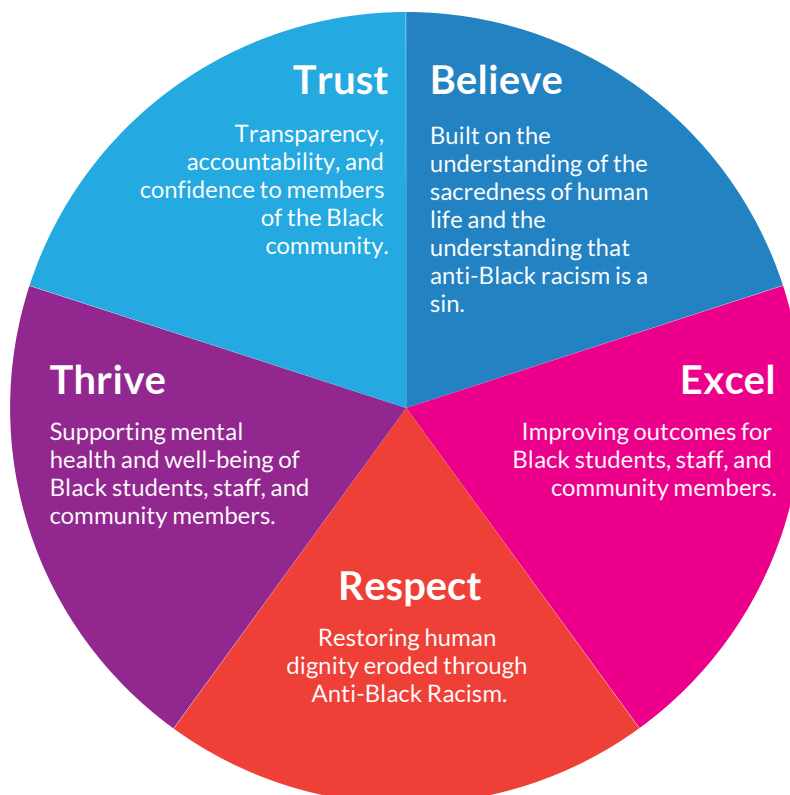 Trust
Transparency,
accountability, and
confidence to members
of the Black
community.
Believe
Built on the
understanding of the
sacredness of human
life and the
understanding that
anti-Black racism is a
sin.
Thrive
Supporting mental
health and well-being of
Black students, staff, and
community members.
Excel
Improving outcomes for
Black students, staff, and
community members.
Respect
Restoring human
dignity eroded through
Anti-Black Racism.